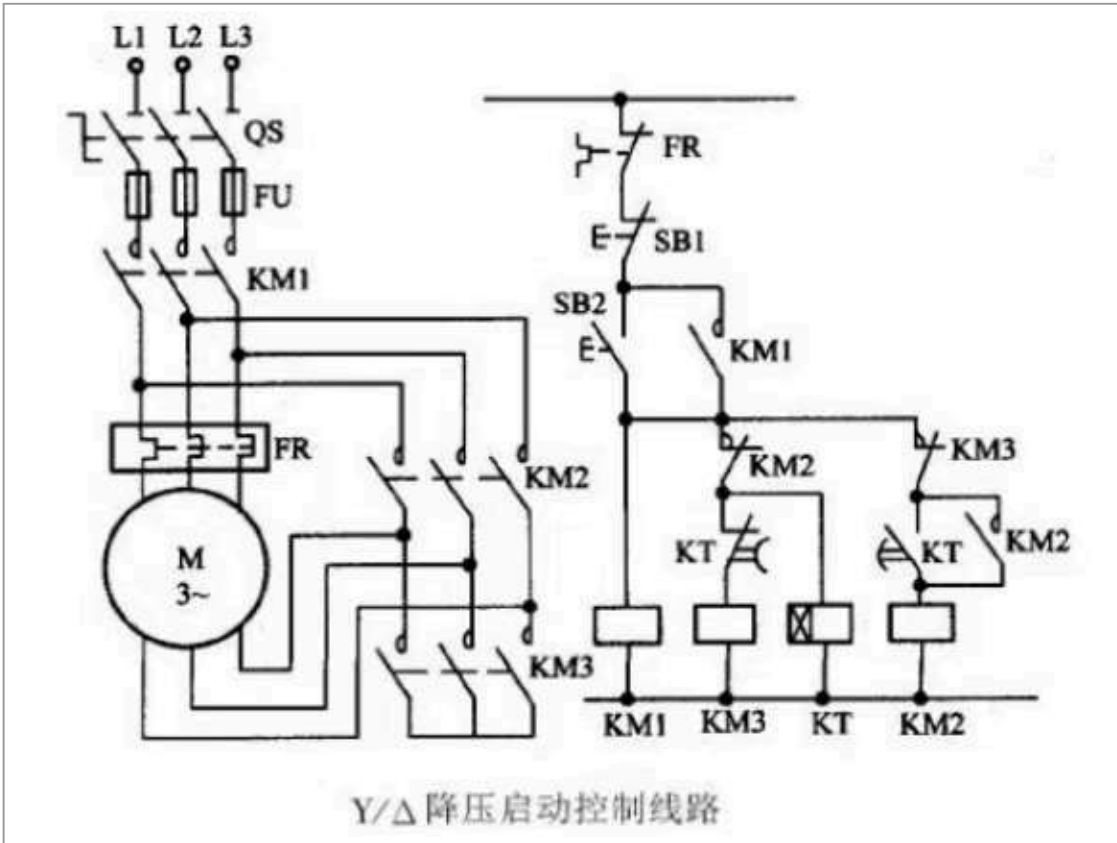 L1 L2 L3
QS
FU
KM1
FR
M
3~
KM2
KM3
FR
SB1
SB2
KM1
KM2
KM3
KT
KT
KM2
KM1 KM3 KT KM2
Y/Δ 降压启动控制线路